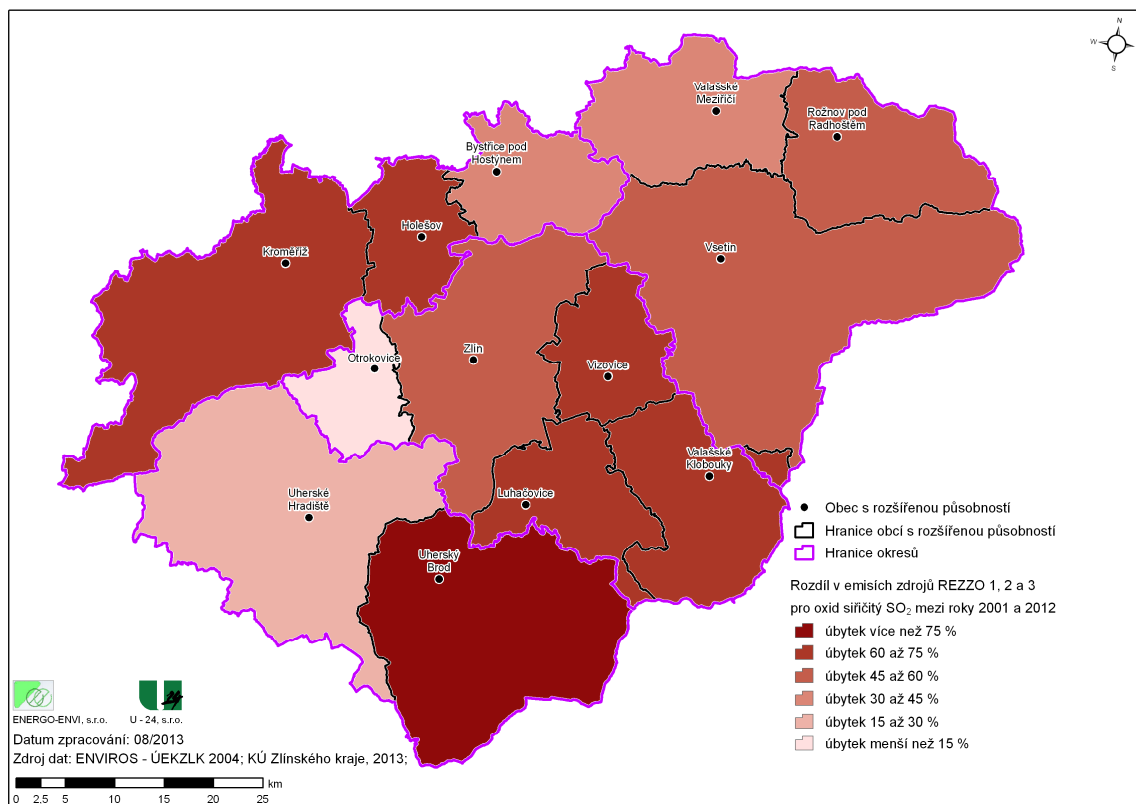 N
W
S
Valašské
Meziříčí
Rožnov pod
Radhoštěm
Bystřice pod
Hostýnem
Holešov
Kroměříž
Vsetín
Zlín
Otrokovice
Vizovice
Valašské
Klobouky
Luhačovice
Uherské
Hradiště
Uherský
Brod
Obec s rozšířenou působností
Hranice obcí s rozšířenou působností
Hranice okresů
Rozdíl v emisích zdrojů REZZO 1, 2 a 3
pro oxid siřičitý SO₂ mezi roky 2001 a 2012
úbytek více než 75 %
úbytek 60 až 75 %
úbytek 45 až 60 %
úbytek 30 až 45 %
úbytek 15 až 30 %
úbytek menší než 15 %
ENERGO-ENVI, s.r.o. U - 24, s.r.o.
Datum zpracování: 08/2013
Zdroj dat: ENVIROS - ÚEKZLK 2004; KÚ Zlínského kraje, 2013;
km
0 2,5 5 10 15 20 25